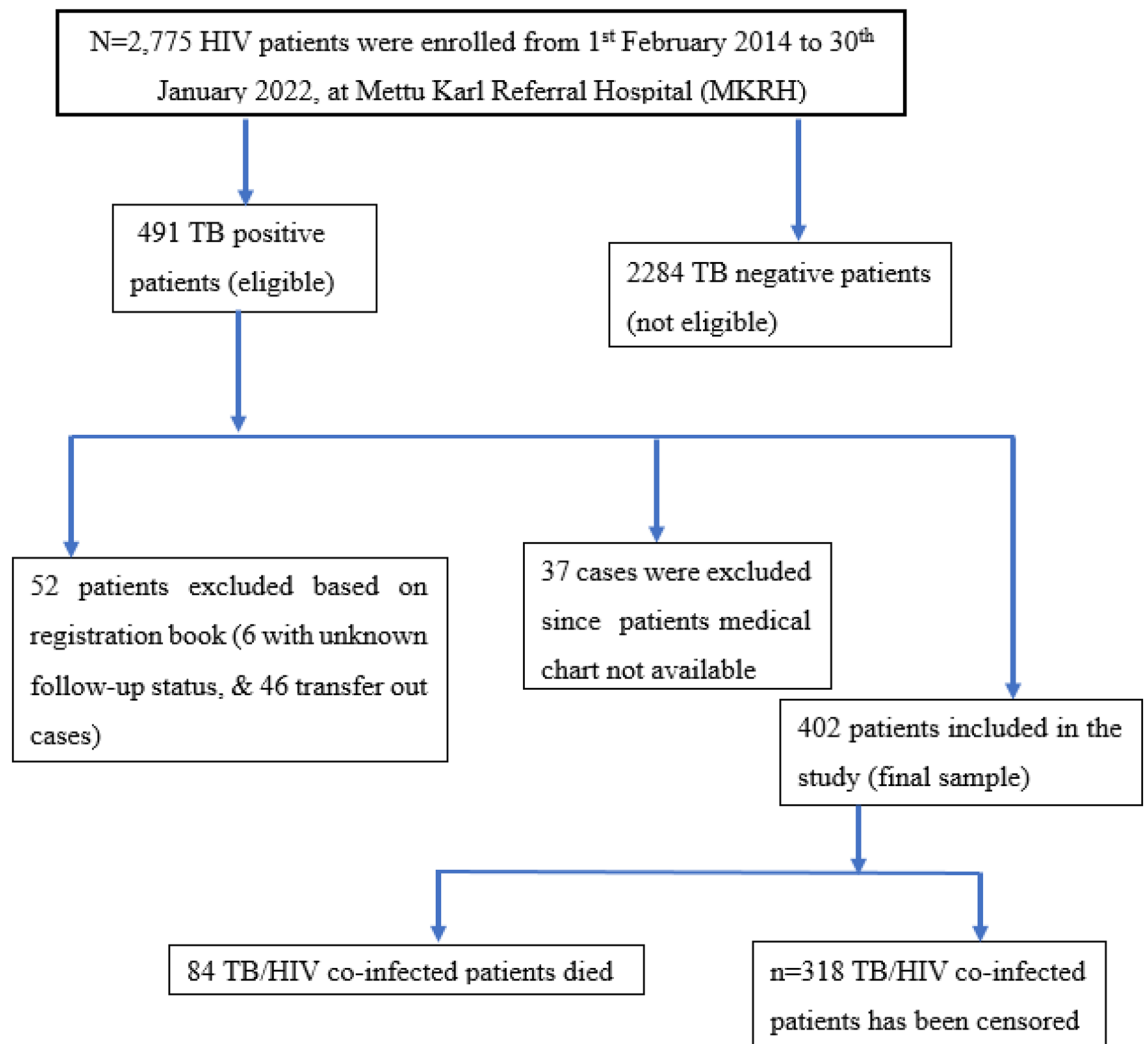 N=2,775 HIV patients were enrolled from 1st February 2014 to 30th
January 2022, at Mettu Karl Referral Hospital (MKRH)
491 TB positive
patients (eligible)
2284 TB negative patients
(not eligible)
52 patients excluded based on
registration book (6 with unknown
follow-up status, & 46 transfer out
cases)
37 cases were excluded
since patients medical
chart not available
402 patients included in the
study (final sample)
84 TB/HIV co-infected patients died
n=318 TB/HIV co-infected
patients has been censored